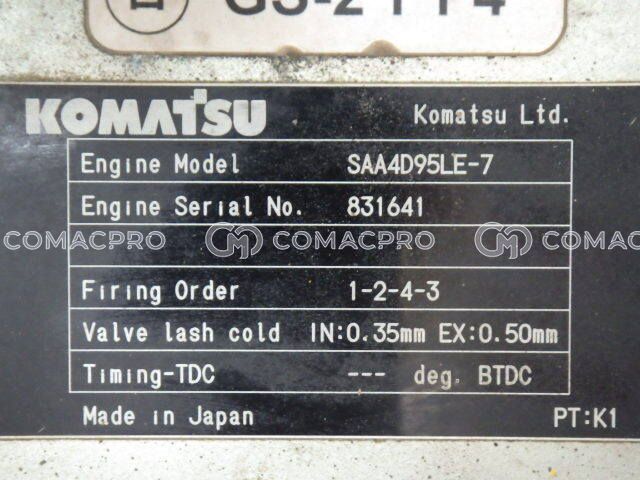 KOMATSU Komatsu Ltd.
Engine Model SAA4D95LE-7
Engine Serial No. 831641
COMACPRO CM COMACPRO CM COMACPRO
Firing Order 1-2-4-3
Valve lash cold IN:0.35mm EX:0.50mm
Timing-TDC --- deg. BTDC
Made in Japan PT:K1